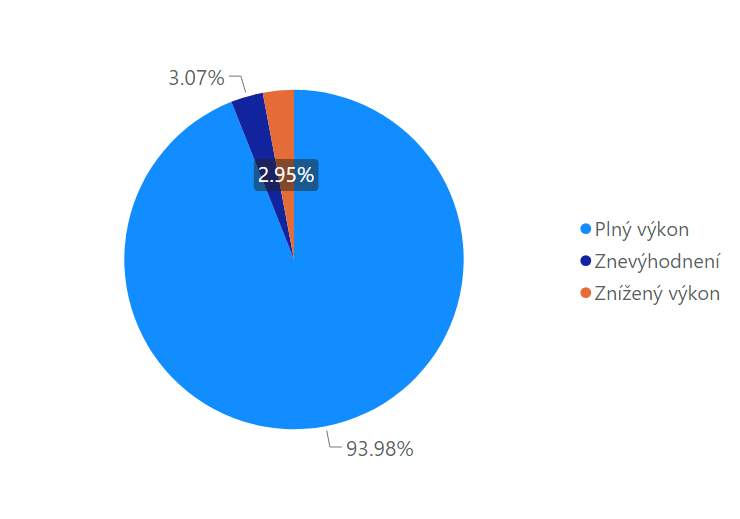 3.07%
2.95%
93.98%
Plný výkon
Znevýhodnení
Znížený výkon